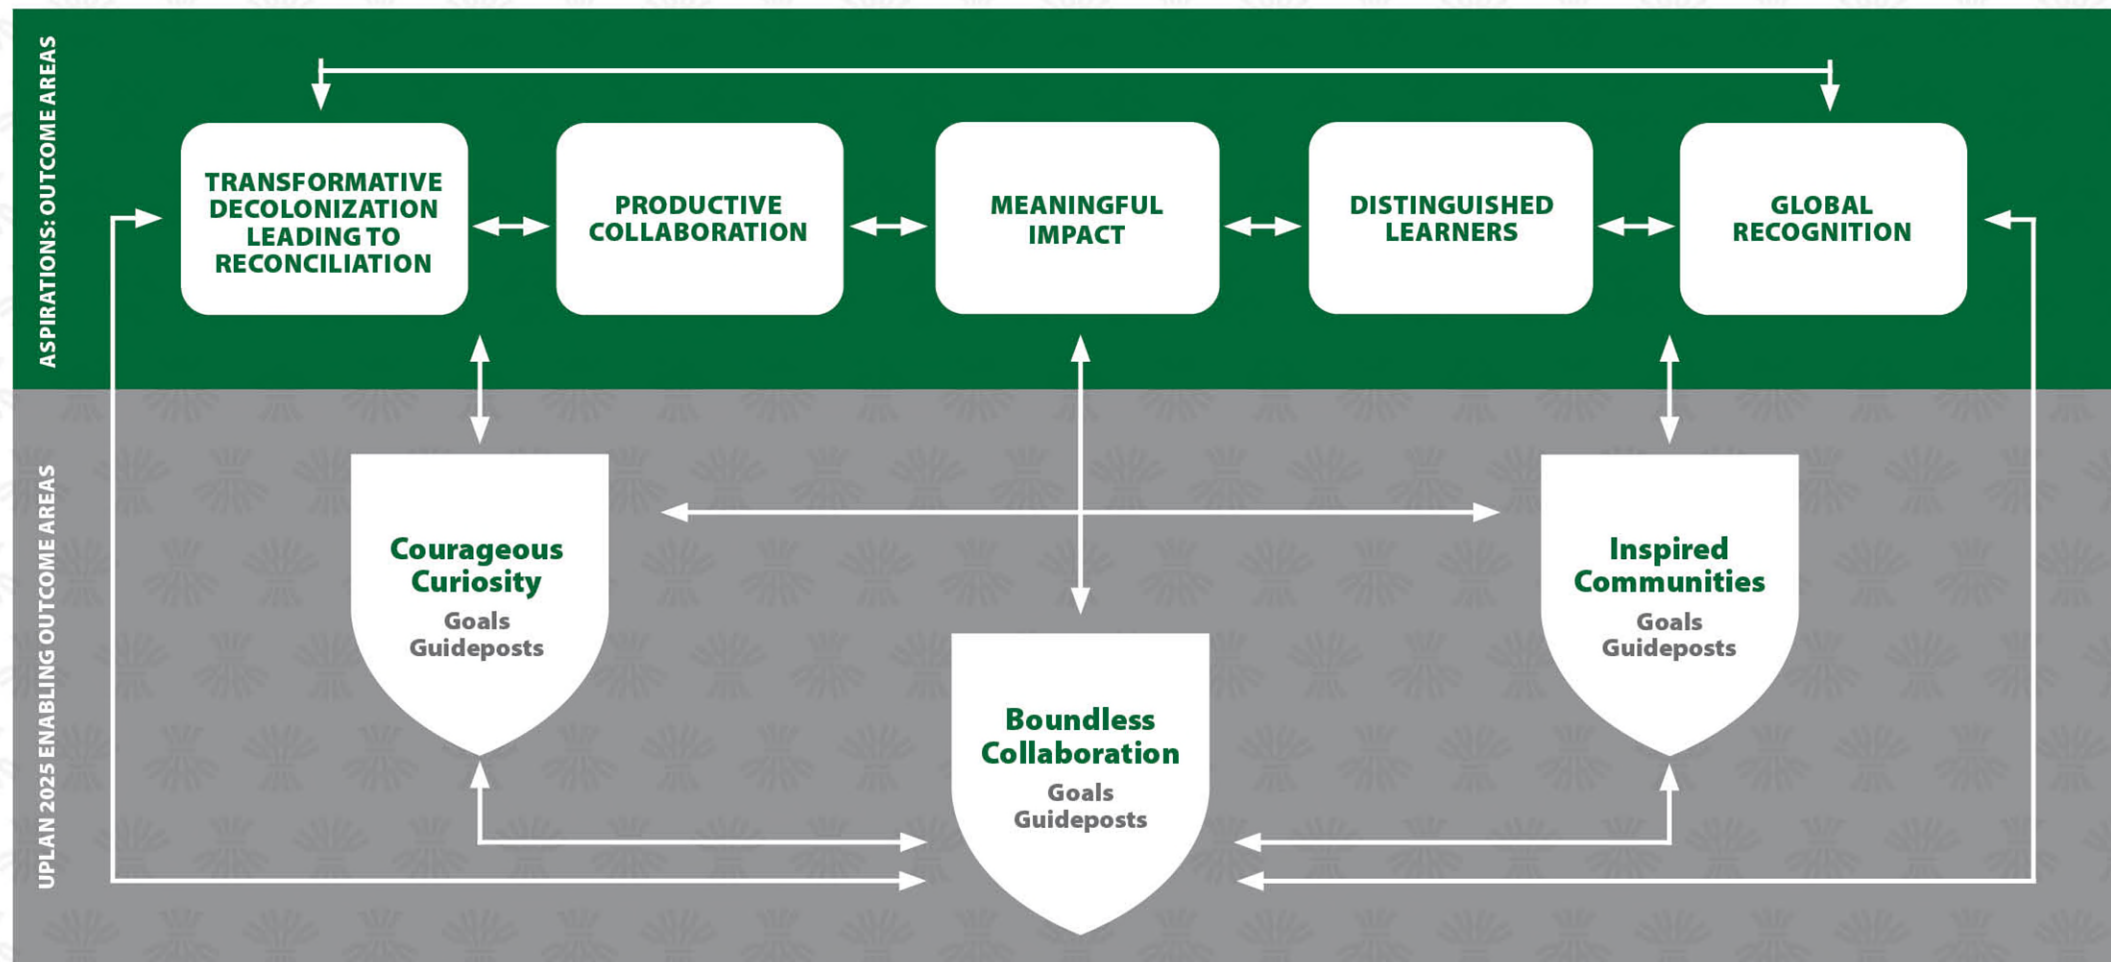 ASPIRATIONS: OUTCOME AREAS
TRANSFORMATIVE
DECOLONIZATION
LEADING TO
RECONCILIATION
PRODUCTIVE
COLLABORATION
MEANINGFUL
IMPACT
DISTINGUISHED
LEARNERS
GLOBAL
RECOGNITION
UPLAN 2025 ENABLING OUTCOME AREAS
Courageous
Curiosity
Goals
Guideposts
Boundless
Collaboration
Goals
Guideposts
Inspired
Communities
Goals
Guideposts